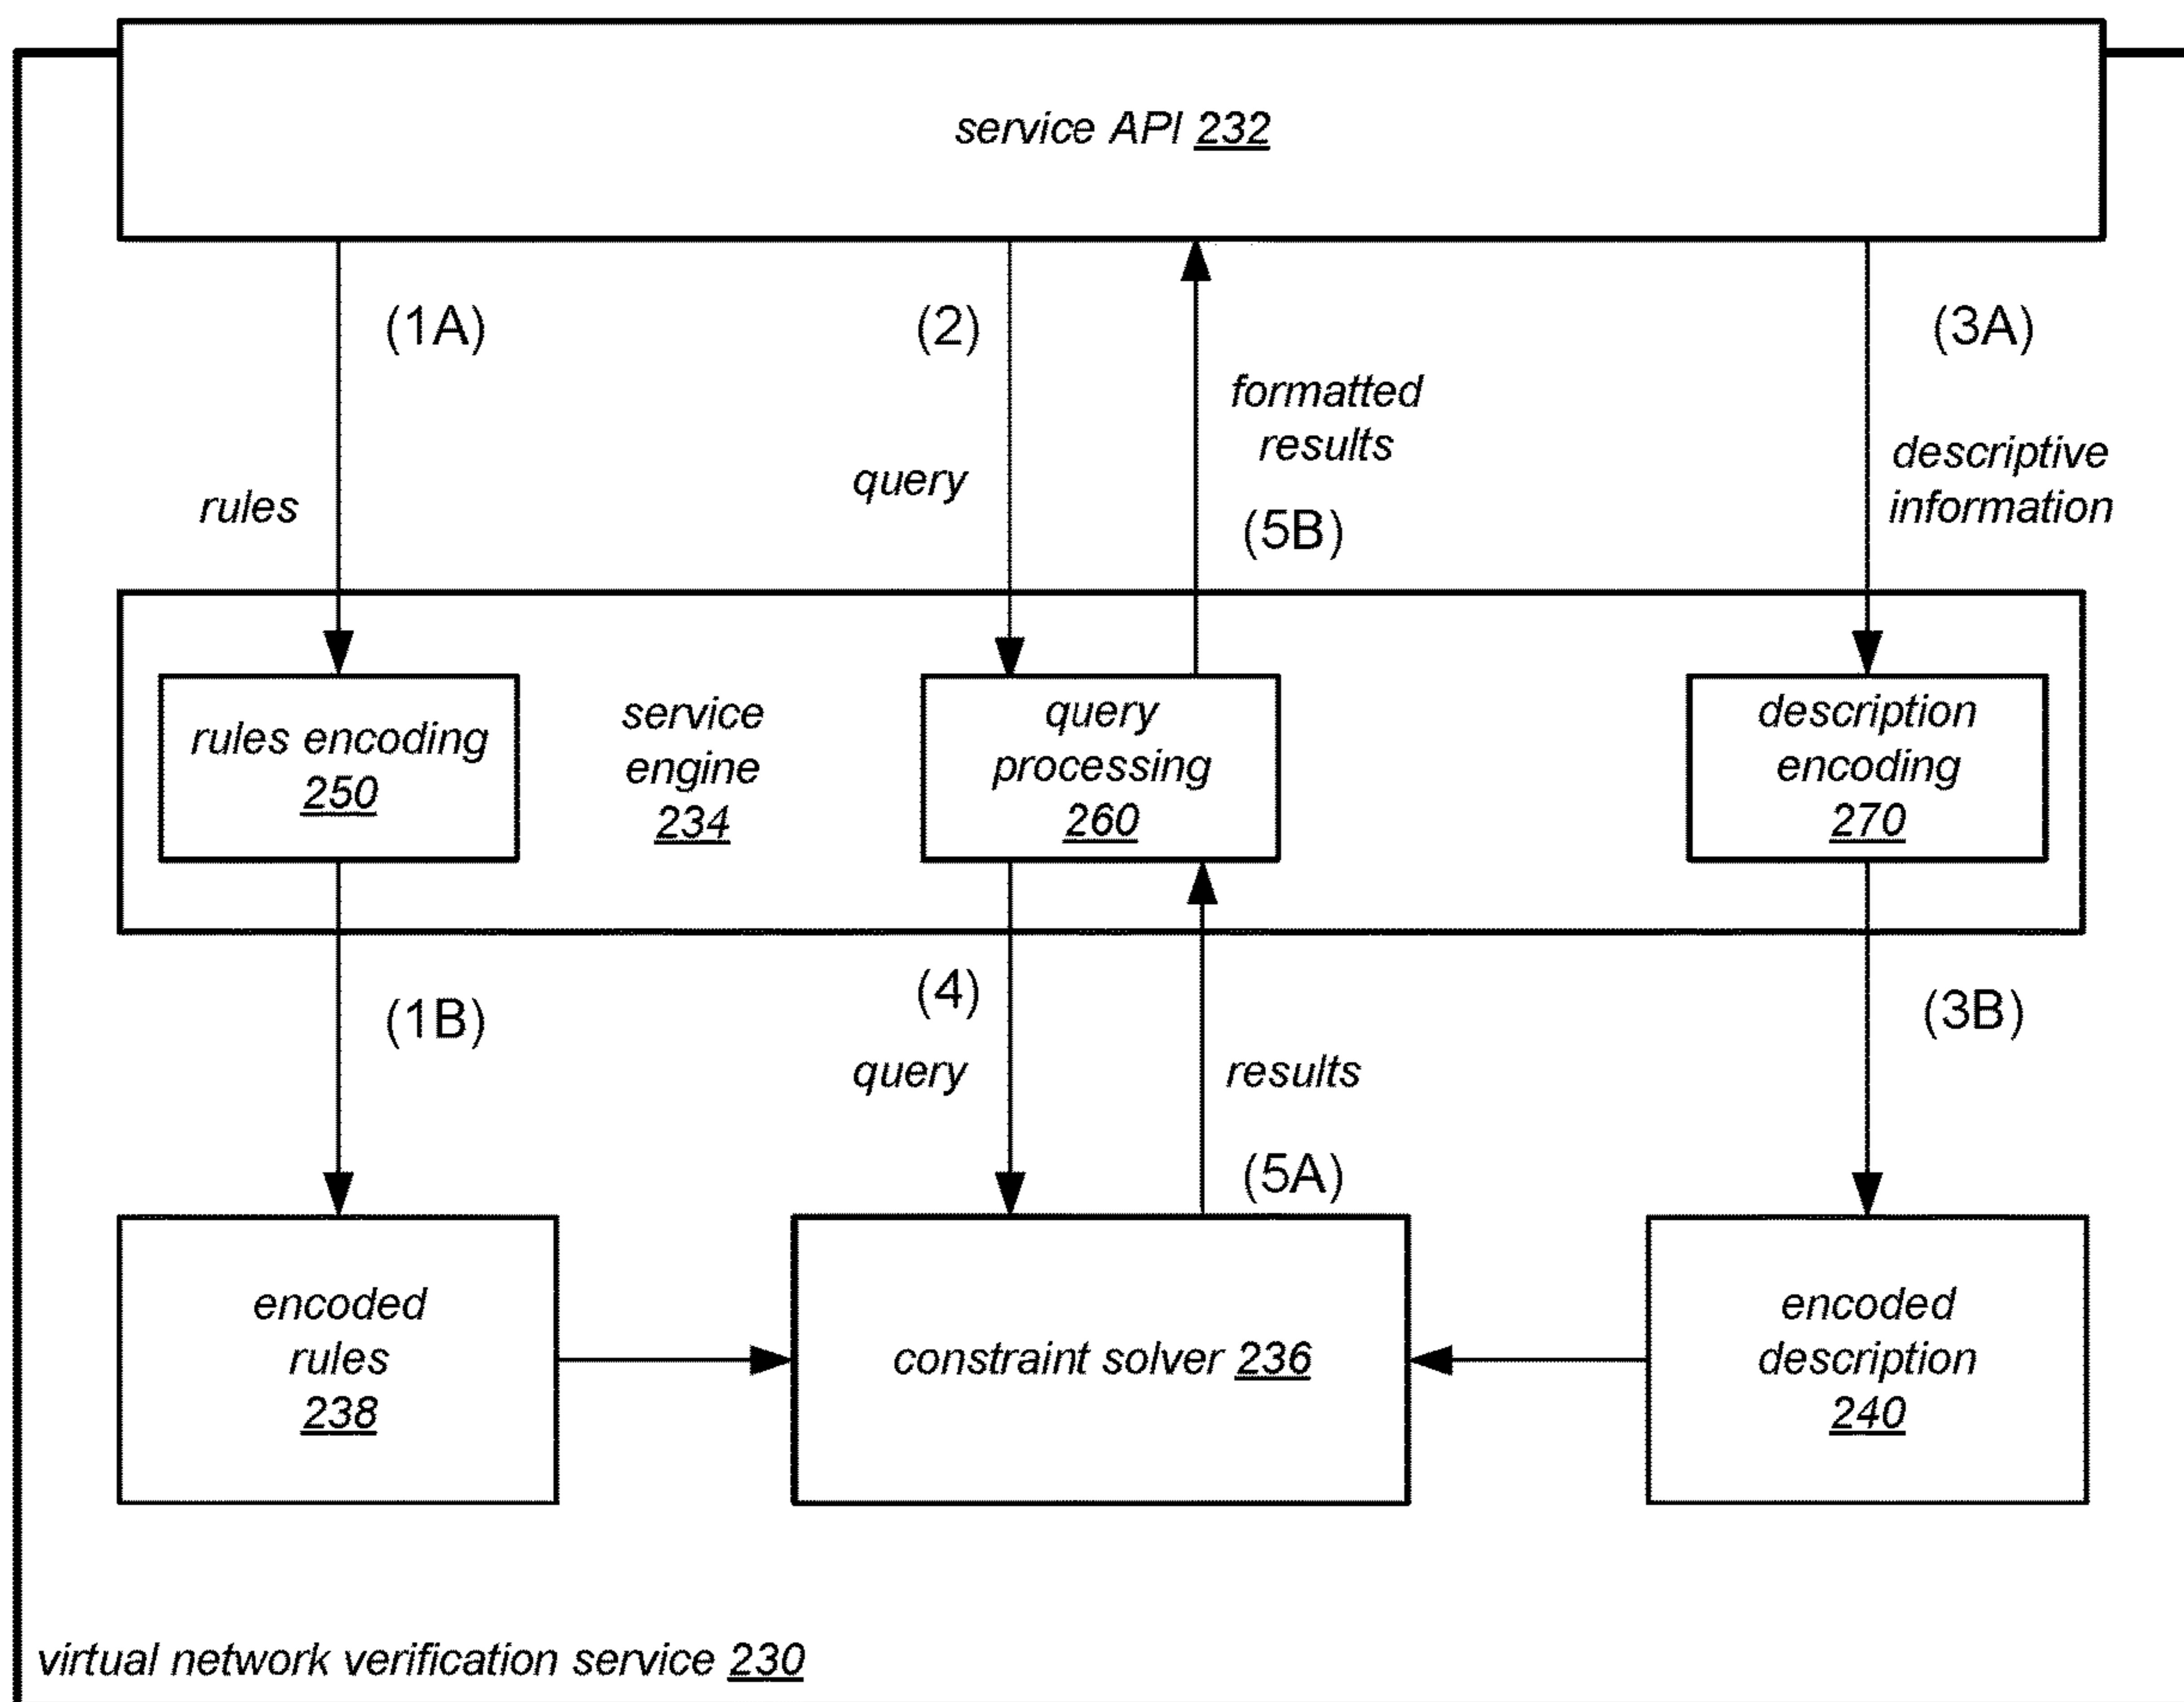 service API 232
(1A)
(2)
(3A)
formatted
results
descriptive
information
query
rules
(5B)
rules encoding
250
service
engine
234
query
processing
260
description
encoding
270
(4)
(1B)
(3B)
query
results
(5A)
encoded
rules
238
constraint solver 236
encoded
description
240
virtual network verification service 230